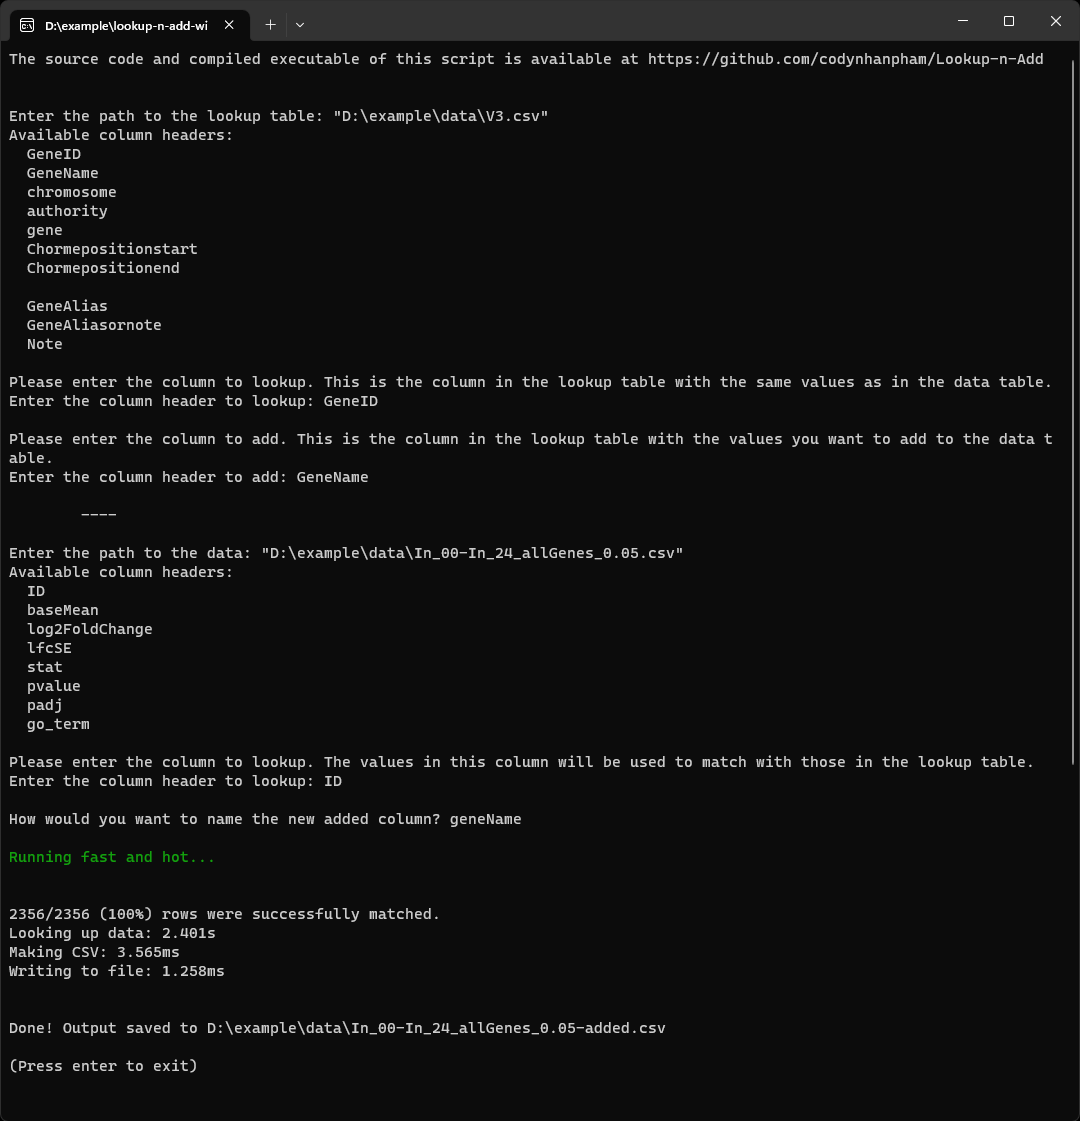 D:\example\lookup-n-add-wi
The source code and compiled executable of this script is available at https://github.com/codynhanpham/Lookup-n-Add
Enter the path to the lookup table: "D:\example\data\V3.csv"
Available column headers:
GeneID
GeneName
chromosome
authority
gene
Chormepositionstart
Chormepositionend
GeneAlias
GeneAliasornote
Note
Please enter the column to lookup. This is the column in the lookup table with the same values as in the data table.
Enter the column header to lookup: GeneID
Please enter the column to add. This is the column in the lookup table with the values you want to add to the data t
able.
Enter the column header to add: GeneName
----
Enter the path to the data: "D:\example\data\In_00-In_24_allGenes_0.05.csv"
Available column headers:
ID
baseMean
log2FoldChange
lfcSE
stat
pvalue
padj
go_term
Please enter the column to lookup. The values in this column will be used to match with those in the lookup table.
Enter the column header to lookup: ID
How would you want to name the new added column? geneName
Running fast and hot...
2356/2356 (100%) rows were successfully matched.
Looking up data: 2.401s
Making CSV: 3.565ms
Writing to file: 1.258ms
Done! Output saved to D:\example\data\In_00-In_24_allGenes_0.05-added.csv
(Press enter to exit)